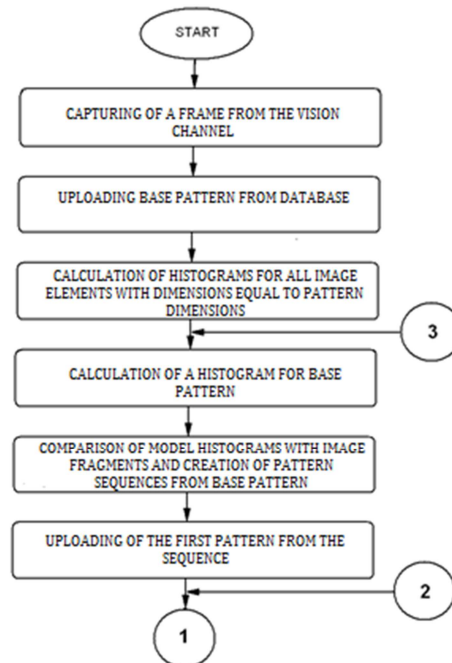 START
CAPTURING OF A FRAME FROM THE VISION
CHANNEL
UPLOADING BASE PATTERN FROM DATABASE
CALCULATION OF HISTOGRAMS FOR ALL IMAGE
ELEMENTS WITH DIMENSIONS EQUAL TO PATTERN
DIMENSIONS
3
CALCULATION OF A HISTOGRAM FOR BASE
PATTERN
COMPARISON OF MODEL HISTOGRAMS WITH IMAGE
FRAGMENTS AND CREATION OF PATTERN
SEQUENCES FROM BASE PATTERN
UPLOADING OF THE FIRST PATTERN FROM THE
SEQUENCE
2
1